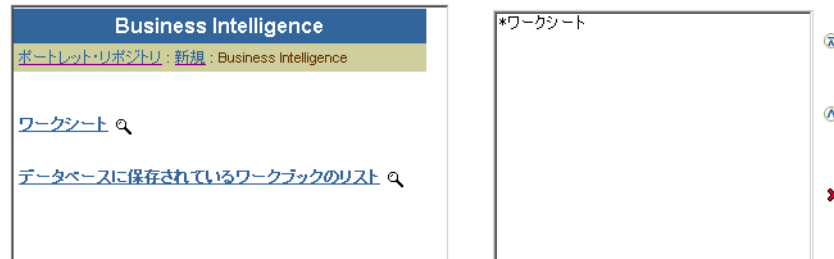 Business Intelligence
ポートレット・リポジトリ : 新規 : Business Intelligence
ワークシート
データベースに保存されているワークブックのリスト
*ワークシート